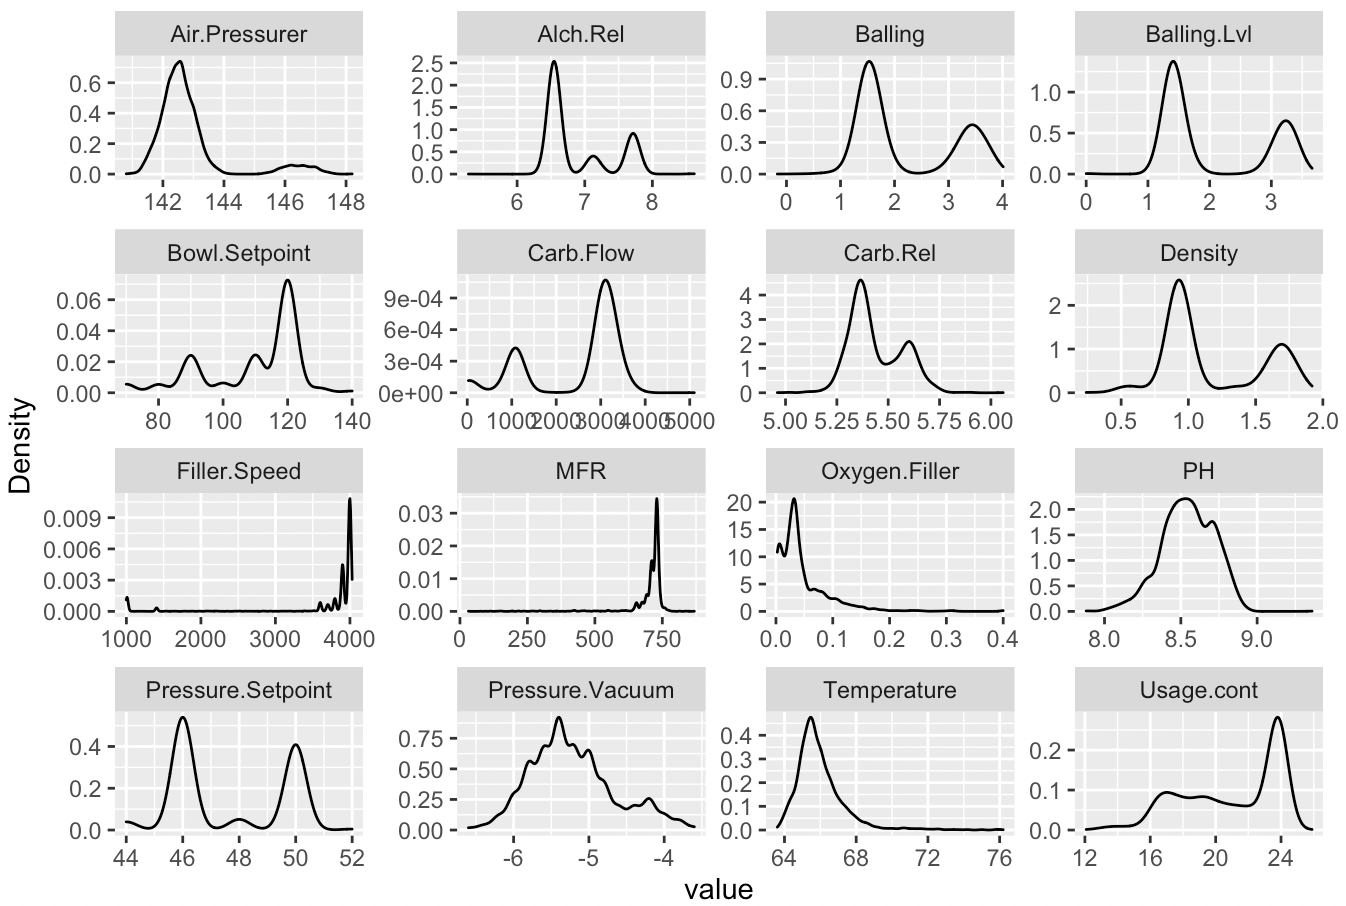 Air.Pressurer Alch.Rel Balling Balling.Lvl
0.6 0.4 0.2 0.0
142 144 146 148
2.5 2.0 1.5 1.0 0.5 0.0
6 7 8
0.9 0.6 0.3 0.0
0 1 2 3 4
1.0 0.5 0.0
0 1 2 3
Bowl.Setpoint Carb.Flow Carb.Rel Density
0.06 0.04 0.02 0.00
80 100 120 140
9e-04 6e-04 3e-04 0e+00
0 1000 2000 3000 4000 5000
4 3 2 1 0
5.00 5.25 5.50 5.75 6.00
2 1 0
0.5 1.0 1.5 2.0
Density
Filler.Speed MFR Oxygen.Filler PH
0.009 0.006 0.003 0.000
1000 2000 3000 4000
0.03 0.02 0.01 0.00
0 250 500 750
20 15 10 5 0
0.0 0.1 0.2 0.3 0.4
2.0 1.5 1.0 0.5 0.0
8.0 8.5 9.0
Pressure.Setpoint Pressure.Vacuum Temperature Usage.cont
0.4 0.2 0.0
44 46 48 50 52
0.75 0.50 0.25 0.00
-6 -5 -4
0.4 0.3 0.2 0.1 0.0
64 68 72 76
0.2 0.1 0.0
12 16 20 24
value